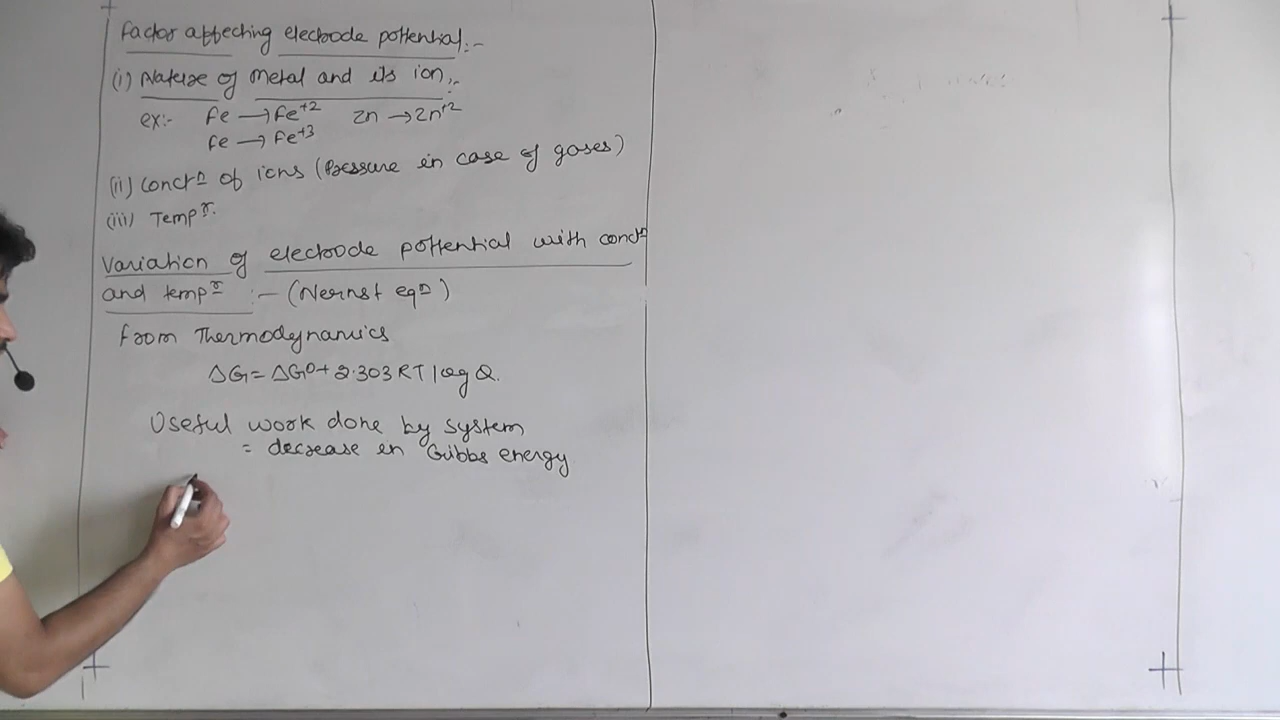 Factor affecting electrode pottential:-
(i) Nature of Metal and its ion:-
ex:- Fe → Fe⁺² Zn → Zn⁺²
Fe → Fe⁺³
(ii) Concⁿ of ions (Pressure in case of gases)
(iii) Tempʳ.
Variation of electrode pottential with concⁿ
and tempʳ :- (Nernst eqⁿ)
From Thermodynamics
ΔG = ΔG⁰ + 2.303 RT log Q.
Useful work done by system
= decrease in Gibbs energy